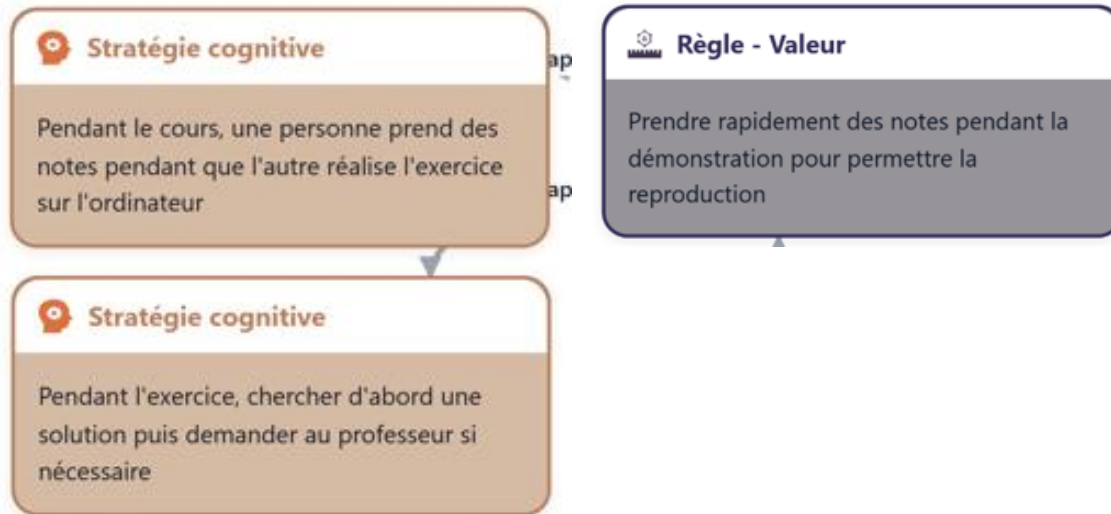 Stratégie cognitive
Pendant le cours, une personne prend des
notes pendant que l'autre réalise l'exercice
sur l'ordinateur
ap
ap
Règle - Valeur
Prendre rapidement des notes pendant la
démonstration pour permettre la
reproduction
Stratégie cognitive
Pendant l'exercice, chercher d'abord une
solution puis demander au professeur si
nécessaire